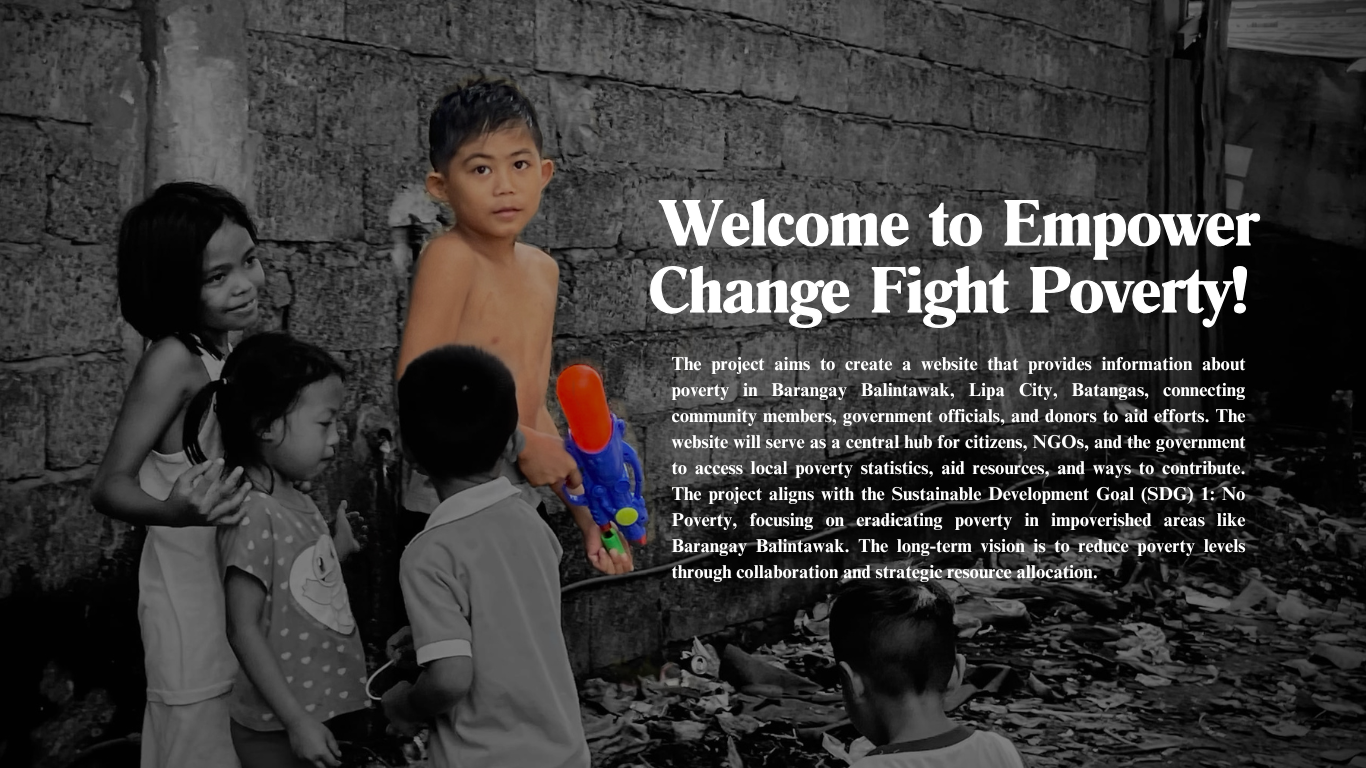 Welcome to Empower
Change Fight Poverty!
The project aims to create a website that provides information about
poverty in Barangay Balintawak, Lipa City, Batangas, connecting
community members, government officials, and donors to aid efforts. The
website will serve as a central hub for citizens, NGOs, and the government
to access local poverty statistics, aid resources, and ways to contribute.
The project aligns with the Sustainable Development Goal (SDG) 1: No
Poverty, focusing on eradicating poverty in impoverished areas like
Barangay Balintawak. The long-term vision is to reduce poverty levels
through collaboration and strategic resource allocation.